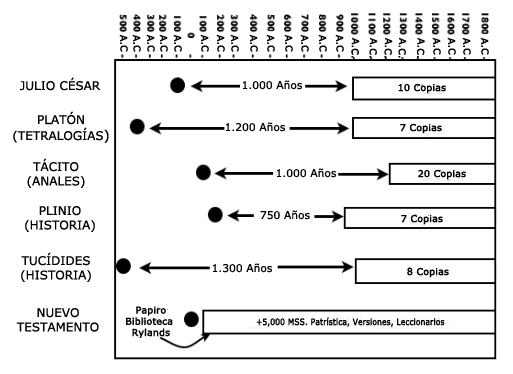 500 A.C -
400 A.C -
300 A.C -
200 A.C -
100 A.C -
0 -
100 A.C -
200 A.C -
300 A.C -
400 A.C -
500 A.C -
600 A.C -
700 A.C -
800 A.C -
900 A.C -
1000 A.C -
1100 A.C -
1200 A.C -
1300 A.C -
1400 A.C -
1500 A.C -
1600 A.C -
1700 A.C -
1800 A.C -
JULIO CÉSAR
1.000 Años
10 Copias
PLATÓN
(TETRALOGÍAS)
1.200 Años
7 Copias
TÁCITO
(ANALES)
1.000 Años
20 Copias
PLINIO
(HISTORIA)
750 Años
7 Copias
TUCÍDIDES
(HISTORIA)
1.300 Años
8 Copias
NUEVO
TESTAMENTO
Papiro
Biblioteca
Rylands
+5,000 MSS. Patrística, Versiones, Leccionarios